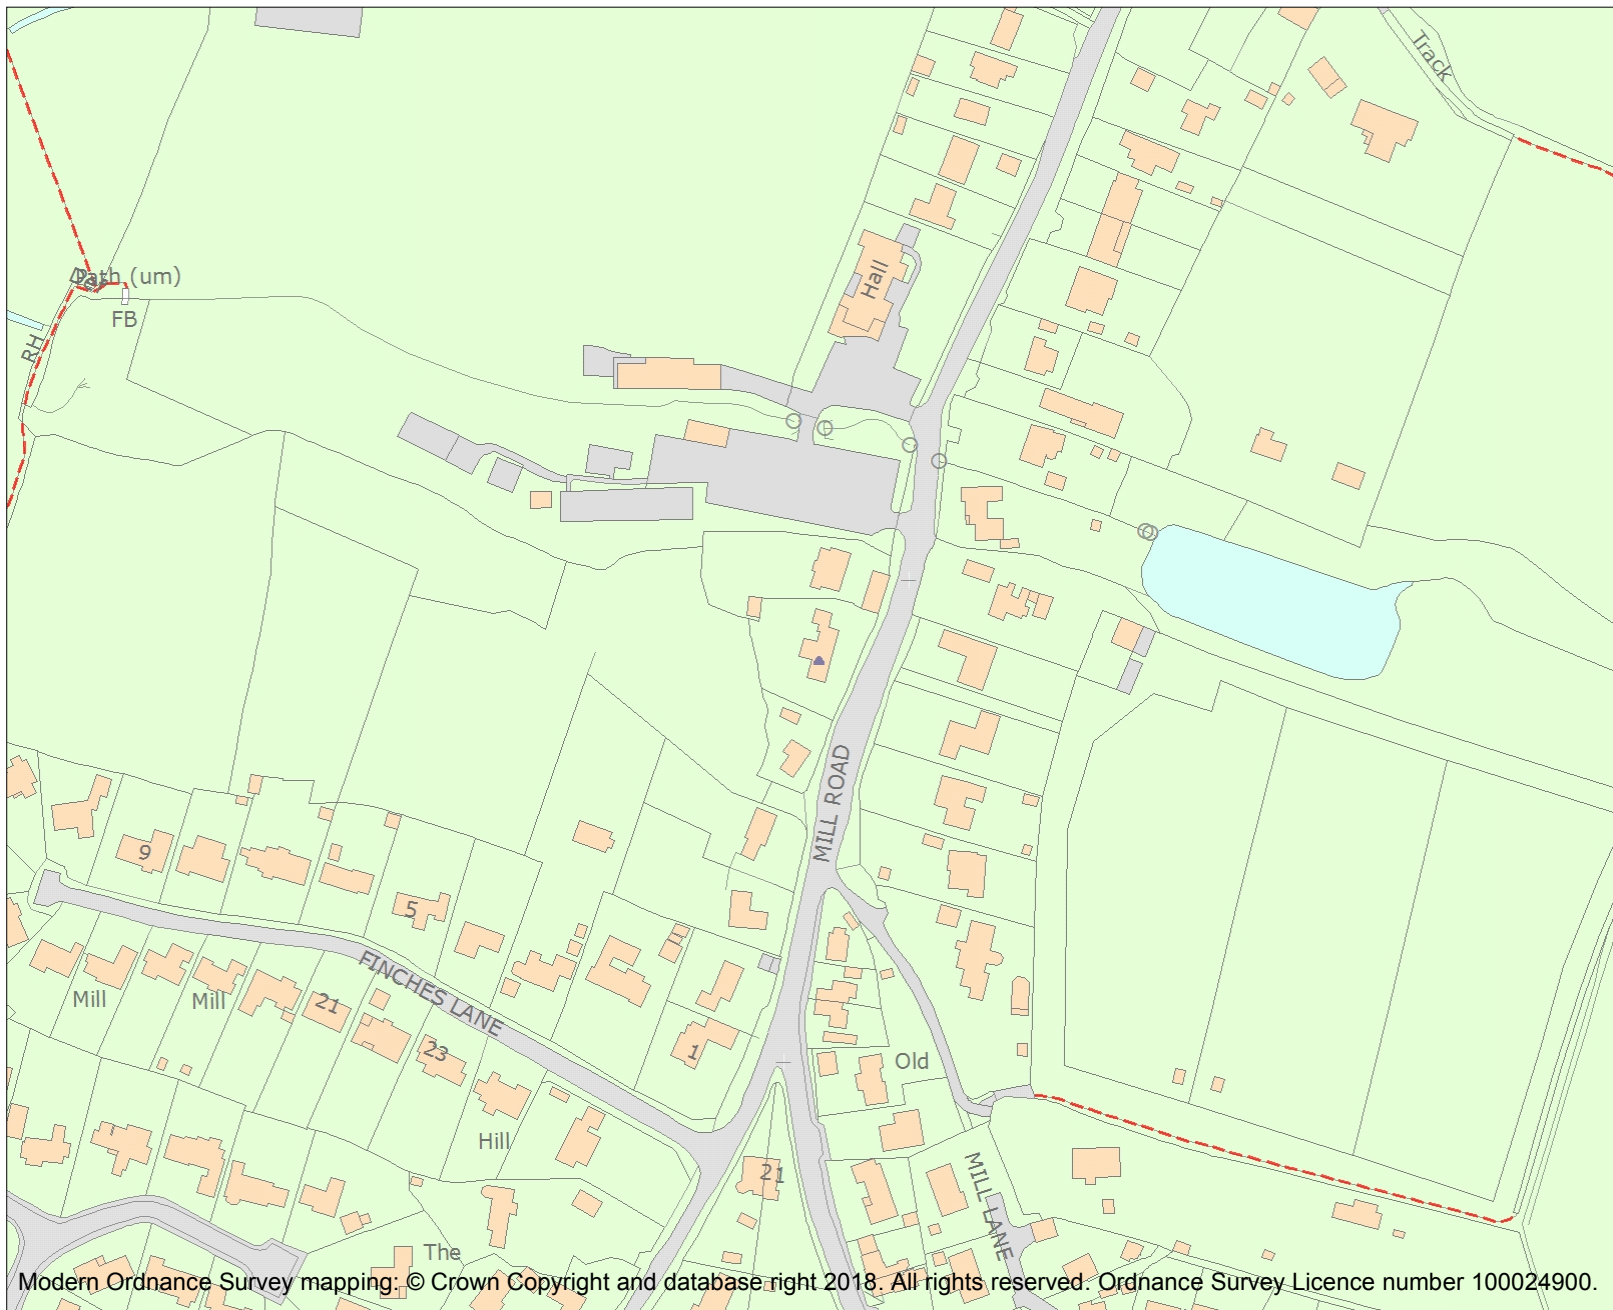 Track
Path (um)
Hall
FB
RH
MILL ROAD
9
5
FINCHES LANE
Mill
Mill
21
23
1
Old
Hill
21
MILL LANE
The
Modern Ordnance Survey mapping: © Crown Copyright and database right 2018. All rights reserved. Ordnance Survey Licence number 100024900.